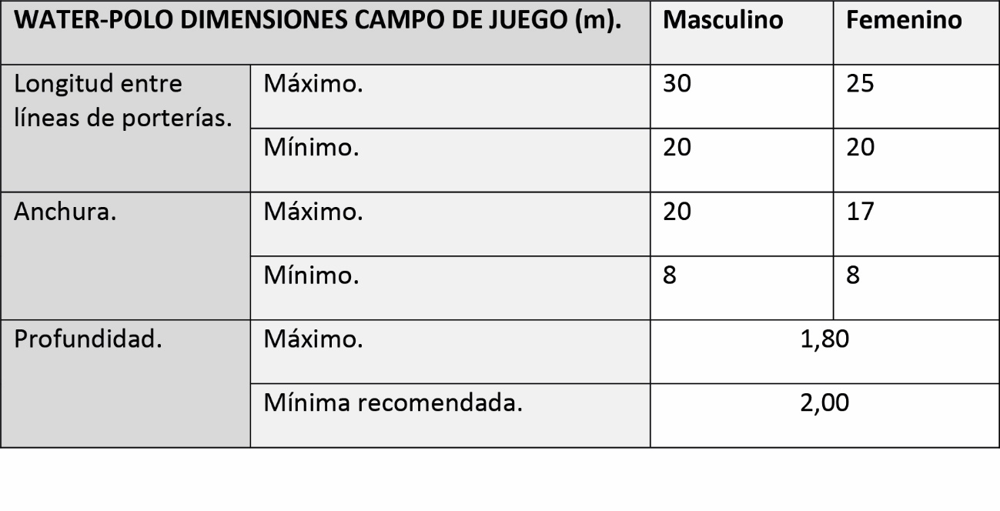 WATER-POLO DIMENSIONES CAMPO DE JUEGO (m). Masculino Femenino
Longitud entre Máximo. 30 25
líneas de porterías.
Mínimo. 20 20
Anchura. Máximo. 20 17
Mínimo. 8 8
Profundidad. Máximo. 1,80
Mínima recomendada. 2,00